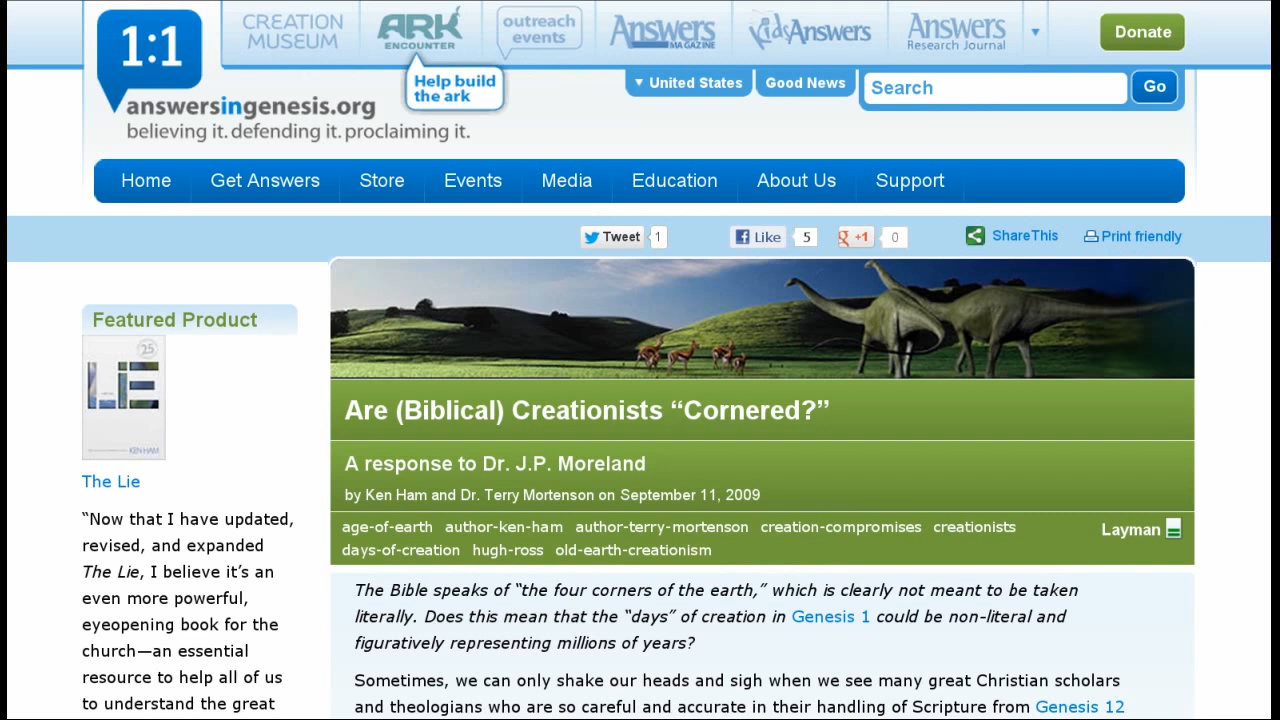 CREATION
MUSEUM
ARK
ENCOUNTER
outreach
events
Answers
MAGAZINE
Kids Answers
Answers
Research Journal
▼
Donate
1:1
Help build
the ark
answersingenesis.org
believing it. defending it. proclaiming it.
▼ United States
Good News
Search
Go
Home Get Answers Store Events Media Education About Us Support
Tweet 1 Like 5 +1 0 ShareThis Print friendly
Featured Product
25
LiE
KEN HAM
The Lie
“Now that I have updated,
revised, and expanded
The Lie, I believe it’s an
even more powerful,
eyeopening book for the
church—an essential
resource to help all of us
to understand the great
Are (Biblical) Creationists “Cornered?”
A response to Dr. J.P. Moreland
by Ken Ham and Dr. Terry Mortenson on September 11, 2009
age-of-earth author-ken-ham author-terry-mortenson creation-compromises creationists
days-of-creation hugh-ross old-earth-creationism
Layman
The Bible speaks of “the four corners of the earth,” which is clearly not meant to be taken
literally. Does this mean that the “days” of creation in Genesis 1 could be non-literal and
figuratively representing millions of years?
Sometimes, we can only shake our heads and sigh when we see many great Christian scholars
and theologians who are so careful and accurate in their handling of Scripture from Genesis 12